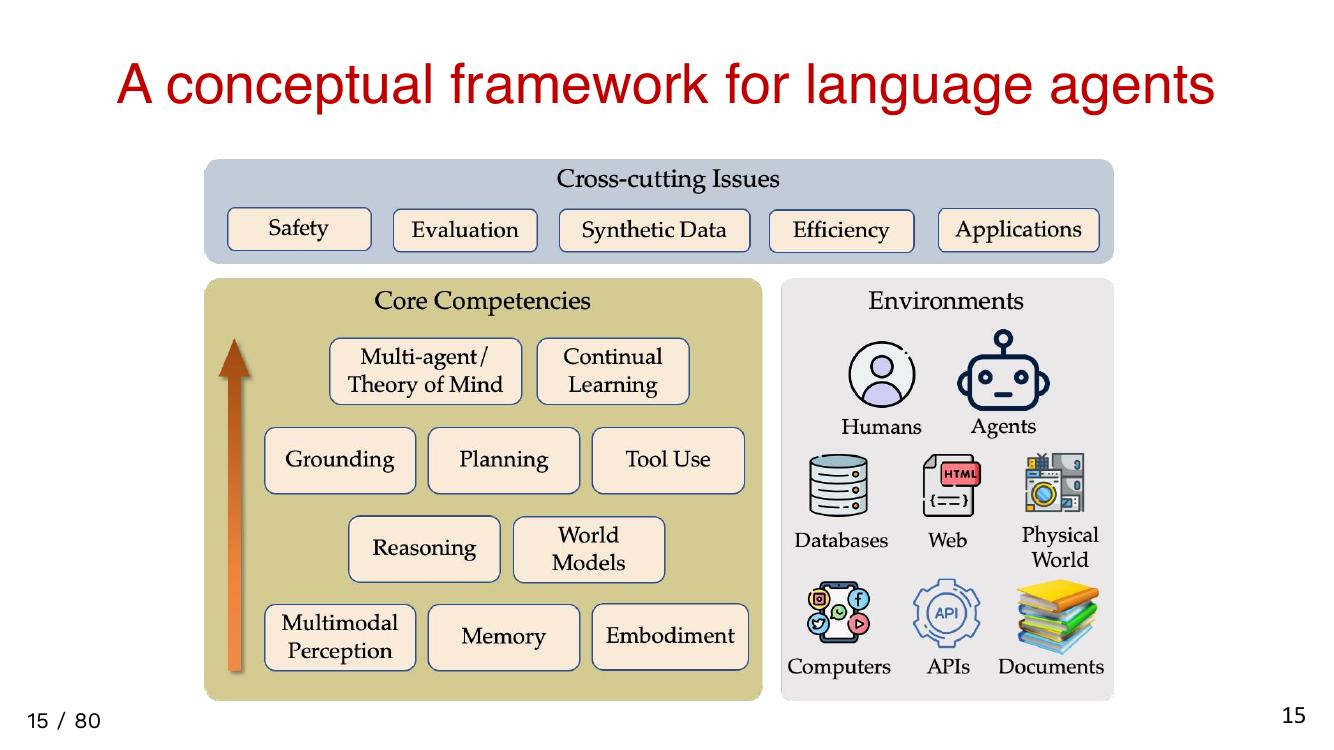 A conceptual framework for language agents
Cross-cutting Issues
Safety
Evaluation
Synthetic Data
Efficiency
Applications
Core Competencies
Multi-agent/
Theory of Mind
Continual
Learning
Grounding
Planning
Tool Use
Reasoning
World
Models
Multimodal
Perception
Memory
Embodiment
Environments
Humans
Agents
HTML
{==}
Databases
Web
Physical
World
API
Computers
APIs
Documents
15 / 80
15